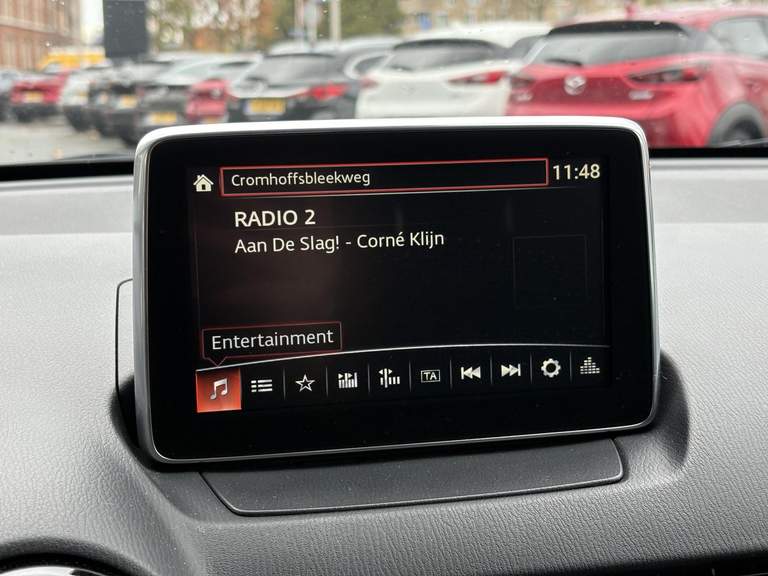 Cromhoffsbleekweg
11:48
RADIO 2
Aan De Slag! - Corné Klijn
Entertainment
TA